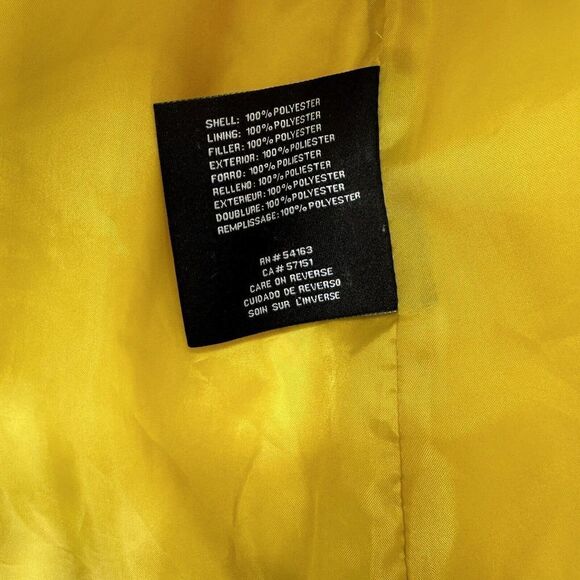 SHELL: 100% POLYESTER
LINING: 100% POLYESTER
FILLER: 100% POLYESTER
EXTERIOR: 100% POLIESTER
FORRO: 100% POLIESTER
RELLENO: 100% POLIESTER
EXTERIEUR: 100% POLYESTER
DOUBLURE: 100% POLYESTER
REMPLISSAGE: 100% POLYESTER
RN# 54163
CA# 57151
CARE ON REVERSE
CUIDADO DE REVERSO
SOIN SUR L'INVERSE